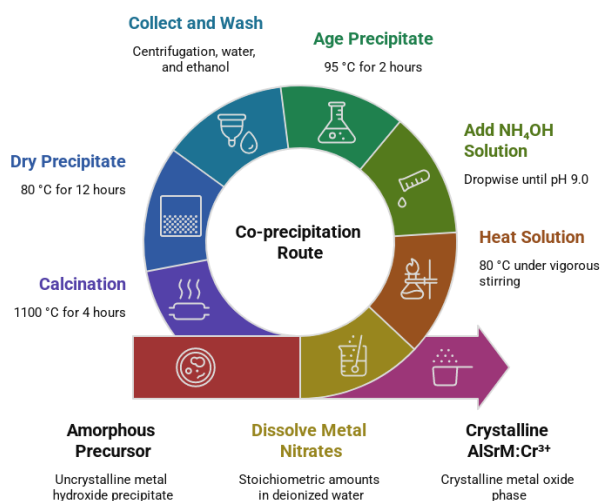 Collect and Wash
Centrifugation, water,
and ethanol
Age Precipitate
95 °C for 2 hours
Add NH₄OH
Solution
Dropwise until pH 9.0
Dry Precipitate
80 °C for 12 hours
Co-precipitation
Route
Heat Solution
80 °C under vigorous
stirring
Calcination
1100 °C for 4 hours
Amorphous
Precursor
Uncrystalline metal
hydroxide precipitate
Dissolve Metal
Nitrates
Stoichiometric amounts
in deionized water
Crystalline
AlSrM:Cr³⁺
Crystalline metal oxide
phase